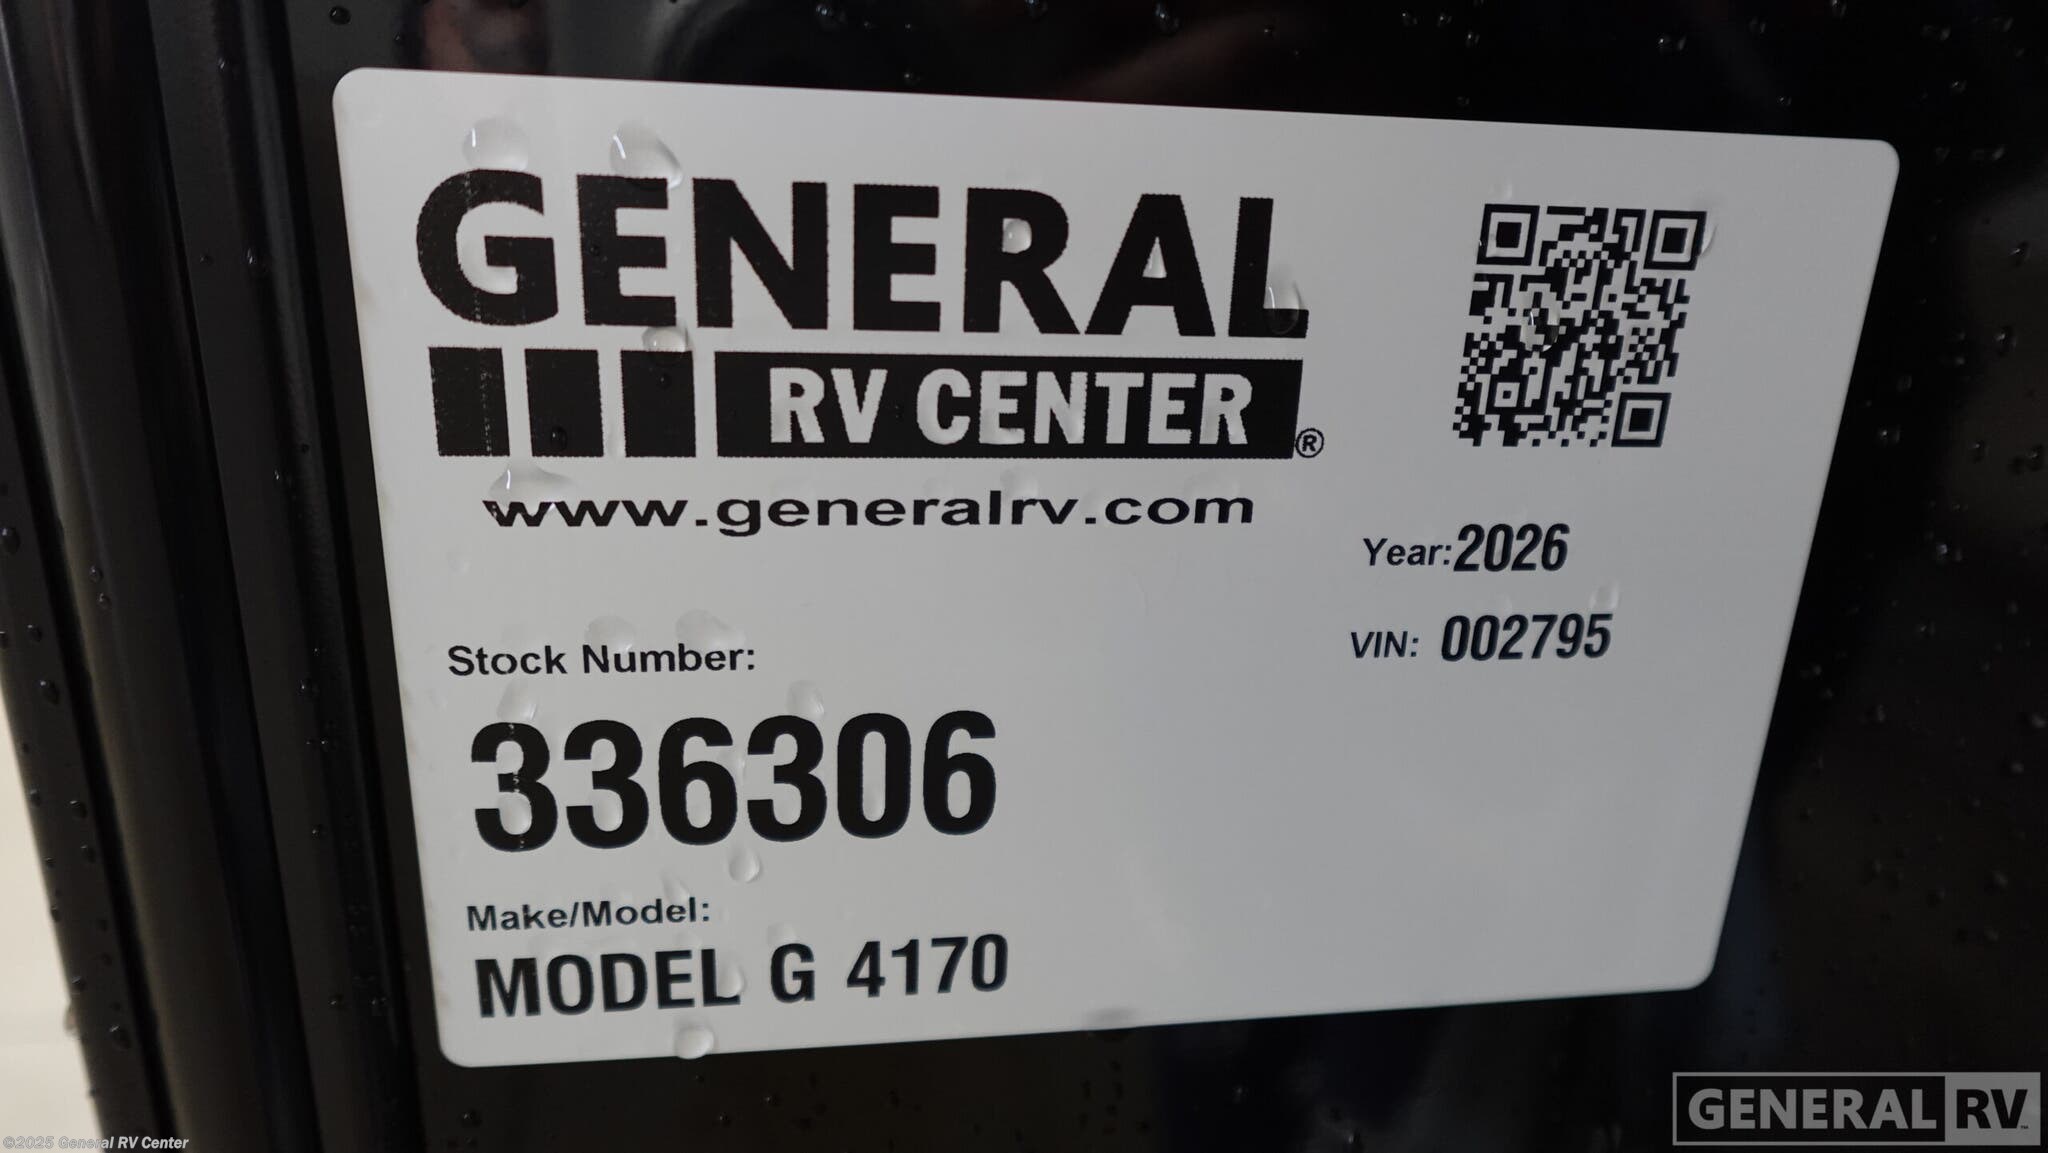 GENERAL
RV CENTER®
www.generalrv.com
Year:2026
VIN: 002795
Stock Number:
336306
Make/Model:
MODEL G 4170
GENERAL RV™
©2025 General RV Center